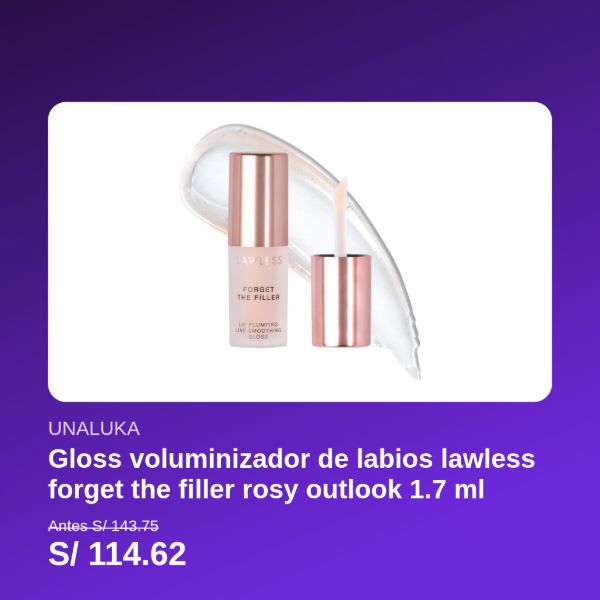 LAWLESS
FORGET
THE FILLER
LIP PLUMPING
LINE SMOOTHING
GLOSS
UNALUKA
Gloss voluminizador de labios lawless
forget the filler rosy outlook 1.7 ml
Antes S/ 143.75
S/ 114.62